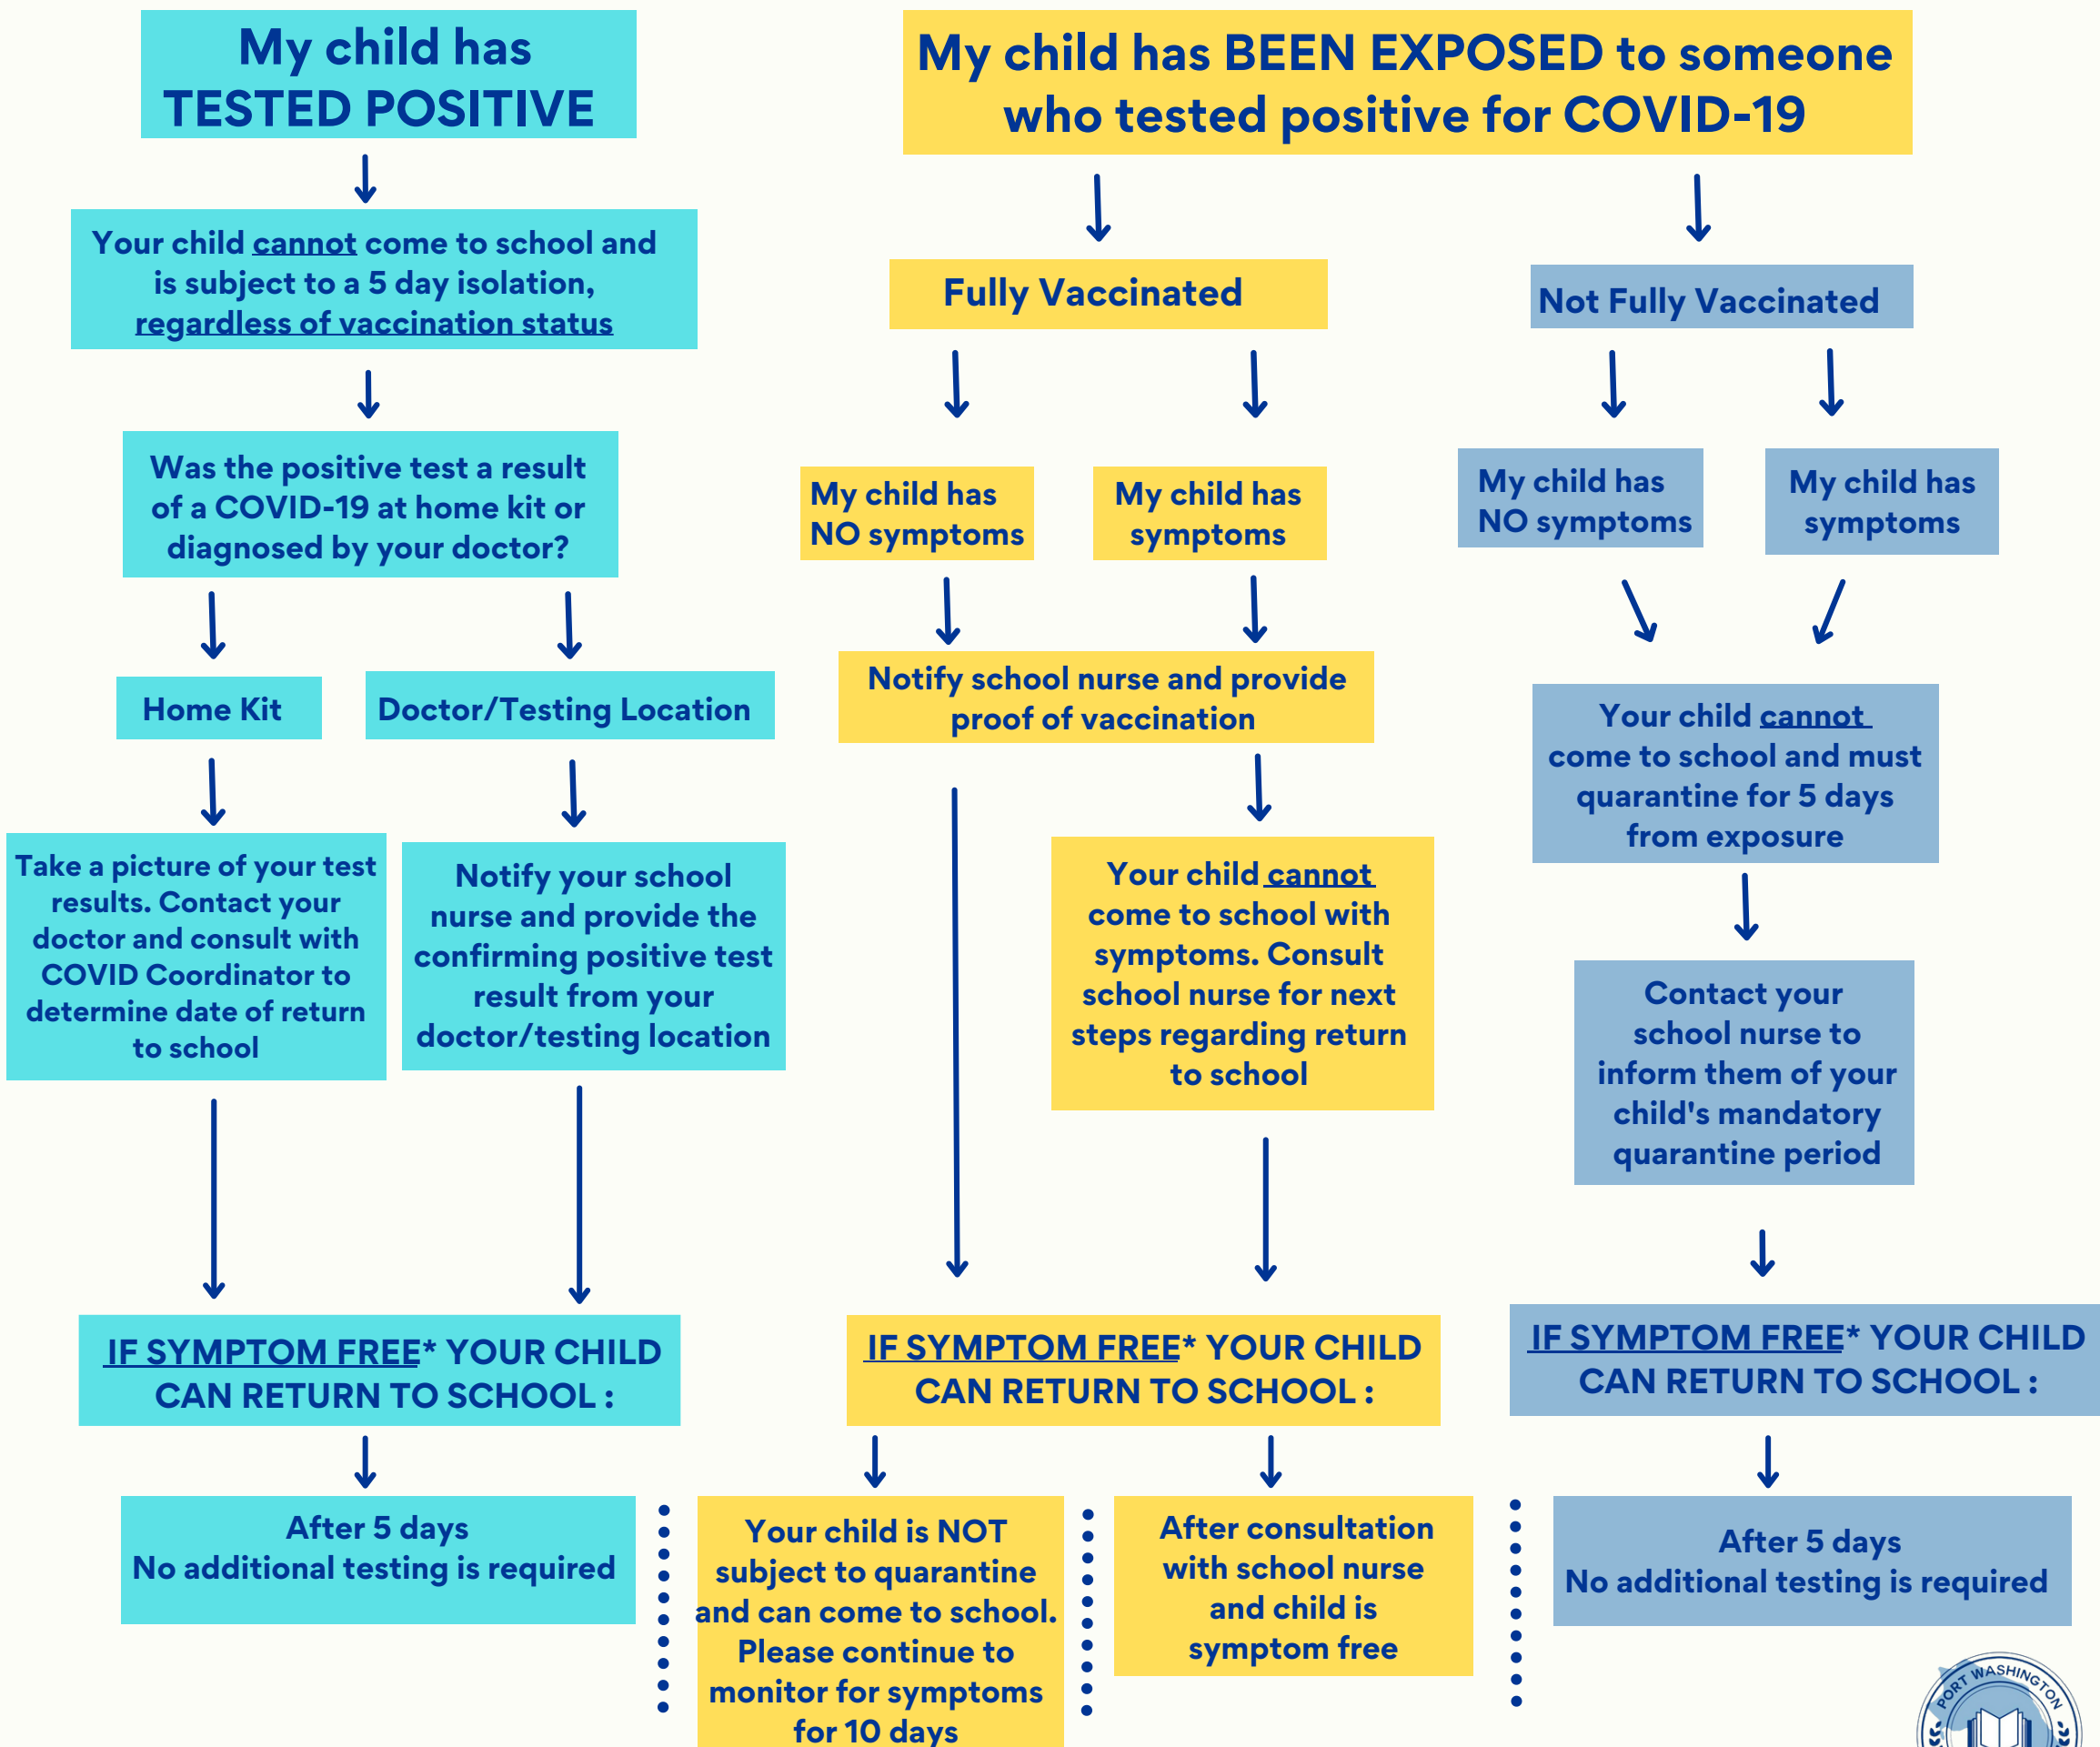 My child has
TESTED POSITIVE
Your child cannot come to school and
is subject to a 5 day isolation,
regardless of vaccination status
Was the positive test a result
of a COVID-19 at home kit or
diagnosed by your doctor?
Home Kit
Doctor/Testing Location
Take a picture of your test
results. Contact your
doctor and consult with
COVID Coordinator to
determine date of return
to school
Notify your school
nurse and provide the
confirming positive test
result from your
doctor/testing location
IF SYMPTOM FREE* YOUR CHILD
CAN RETURN TO SCHOOL :
After 5 days
No additional testing is required
My child has BEEN EXPOSED to someone
who tested positive for COVID-19
Fully Vaccinated
My child has
NO symptoms
My child has
symptoms
Notify school nurse and provide
proof of vaccination
Your child cannot
come to school with
symptoms. Consult
school nurse for next
steps regarding return
to school
IF SYMPTOM FREE* YOUR CHILD
CAN RETURN TO SCHOOL :
Your child is NOT
subject to quarantine
and can come to school.
Please continue to
monitor for symptoms
for 10 days
After consultation
with school nurse
and child is
symptom free
Not Fully Vaccinated
My child has
NO symptoms
My child has
symptoms
Your child cannot
come to school and must
quarantine for 5 days
from exposure
Contact your
school nurse to
inform them of your
child's mandatory
quarantine period
IF SYMPTOM FREE* YOUR CHILD
CAN RETURN TO SCHOOL :
After 5 days
No additional testing is required
PORT WASHINGTON